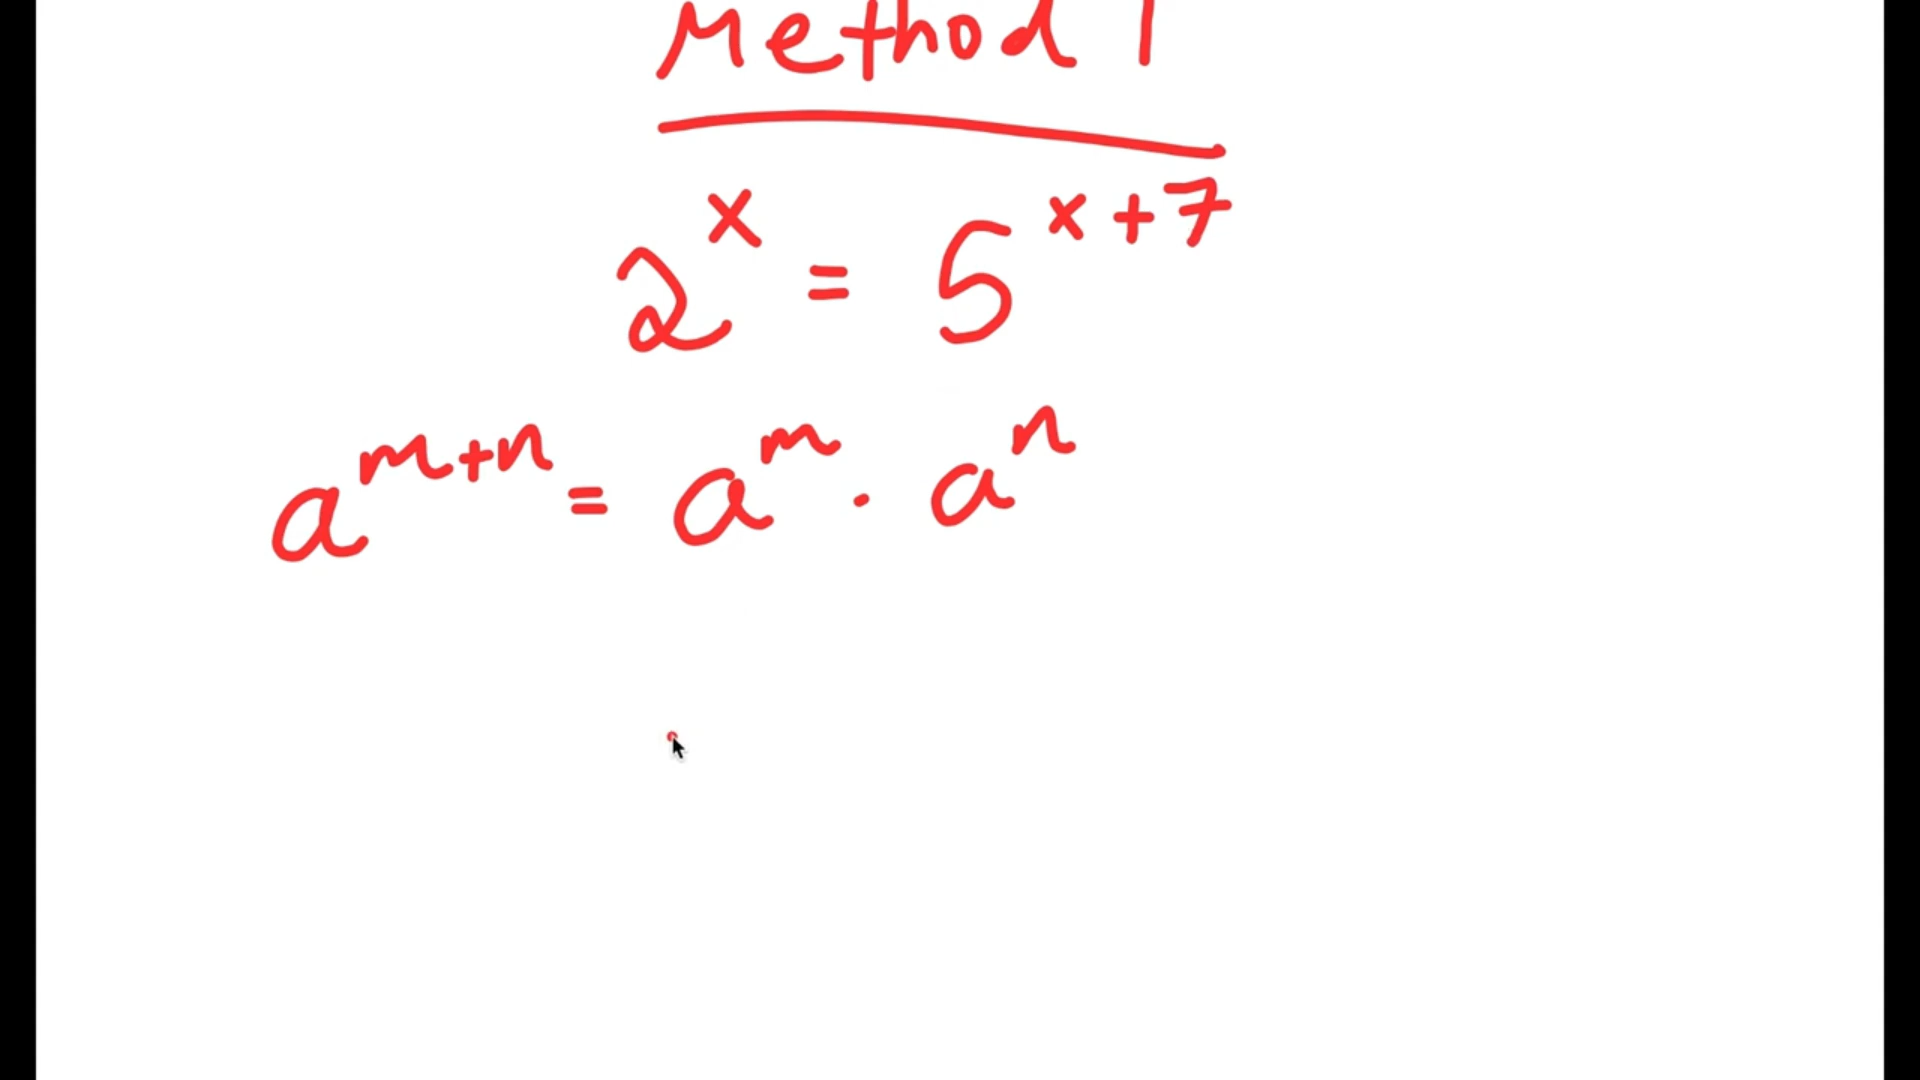 Method 1
2^x = 5^x+7
a^m+n = a^m . a^n